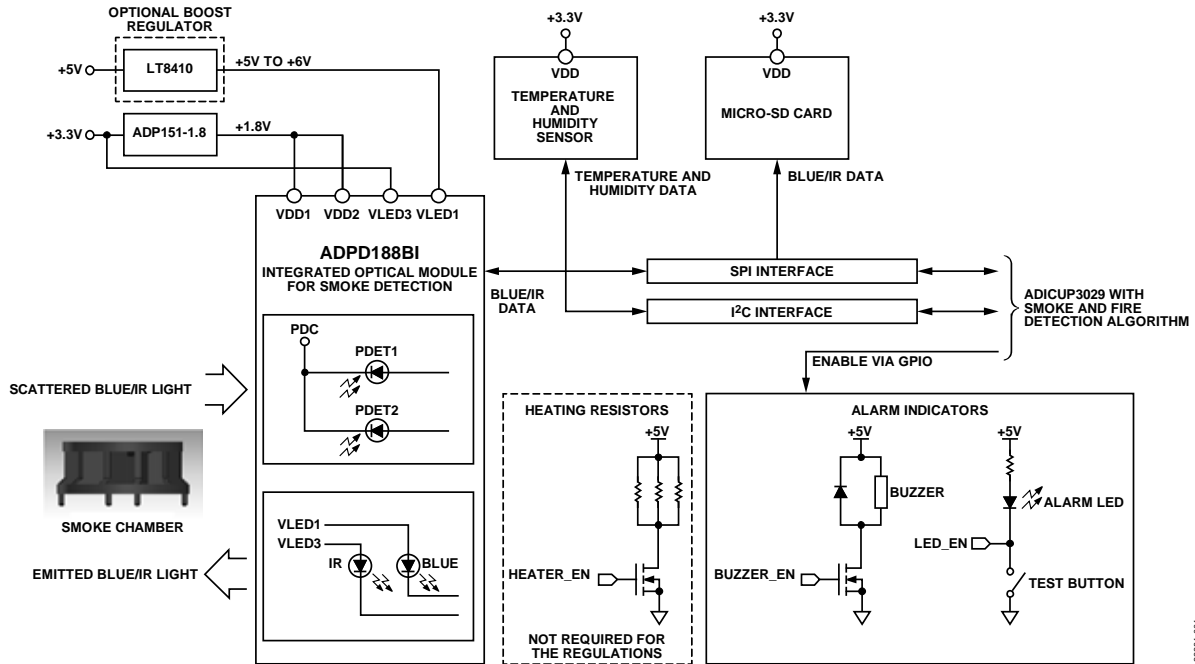 OPTIONAL BOOST
REGULATOR
+5V
LT8410
+5V TO +6V
+3.3V
ADP151-1.8
+1.8V
VDD1
VDD2
VLED3
VLED1
ADPD188BI
INTEGRATED OPTICAL MODULE
FOR SMOKE DETECTION
PDC
PDET1
PDET2
VLED1
VLED3
IR
BLUE
SCATTERED BLUE/IR LIGHT
SMOKE CHAMBER
EMITTED BLUE/IR LIGHT
+3.3V
VDD
TEMPERATURE
AND
HUMIDITY
SENSOR
+3.3V
VDD
MICRO-SD CARD
TEMPERATURE AND
HUMIDITY DATA
BLUE/IR DATA
BLUE/IR
DATA
SPI INTERFACE
I2C INTERFACE
ADICUP3029 WITH
SMOKE AND FIRE
DETECTION ALGORITHM
ENABLE VIA GPIO
HEATING RESISTORS
+5V
HEATER_EN
NOT REQUIRED FOR
THE REGULATIONS
ALARM INDICATORS
+5V
BUZZER
BUZZER_EN
+5V
ALARM LED
LED_EN
TEST BUTTON